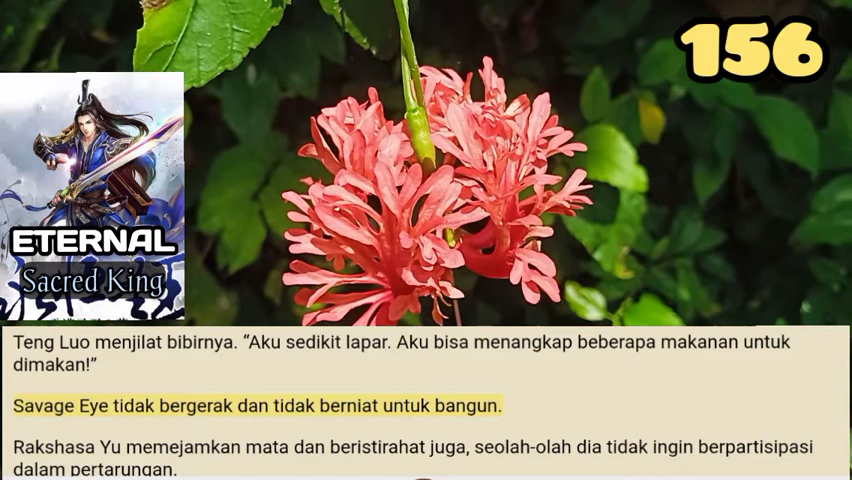 156
ETERNAL
Sacred King
Teng Luo menjilat bibirnya. “Aku sedikit lapar. Aku bisa menangkap beberapa makanan untuk
dimakan!”
Savage Eye tidak bergerak dan tidak berniat untuk bangun.
Rakshasa Yu memejamkan mata dan beristirahat juga, seolah-olah dia tidak ingin berpartisipasi
dalam pertarungan.